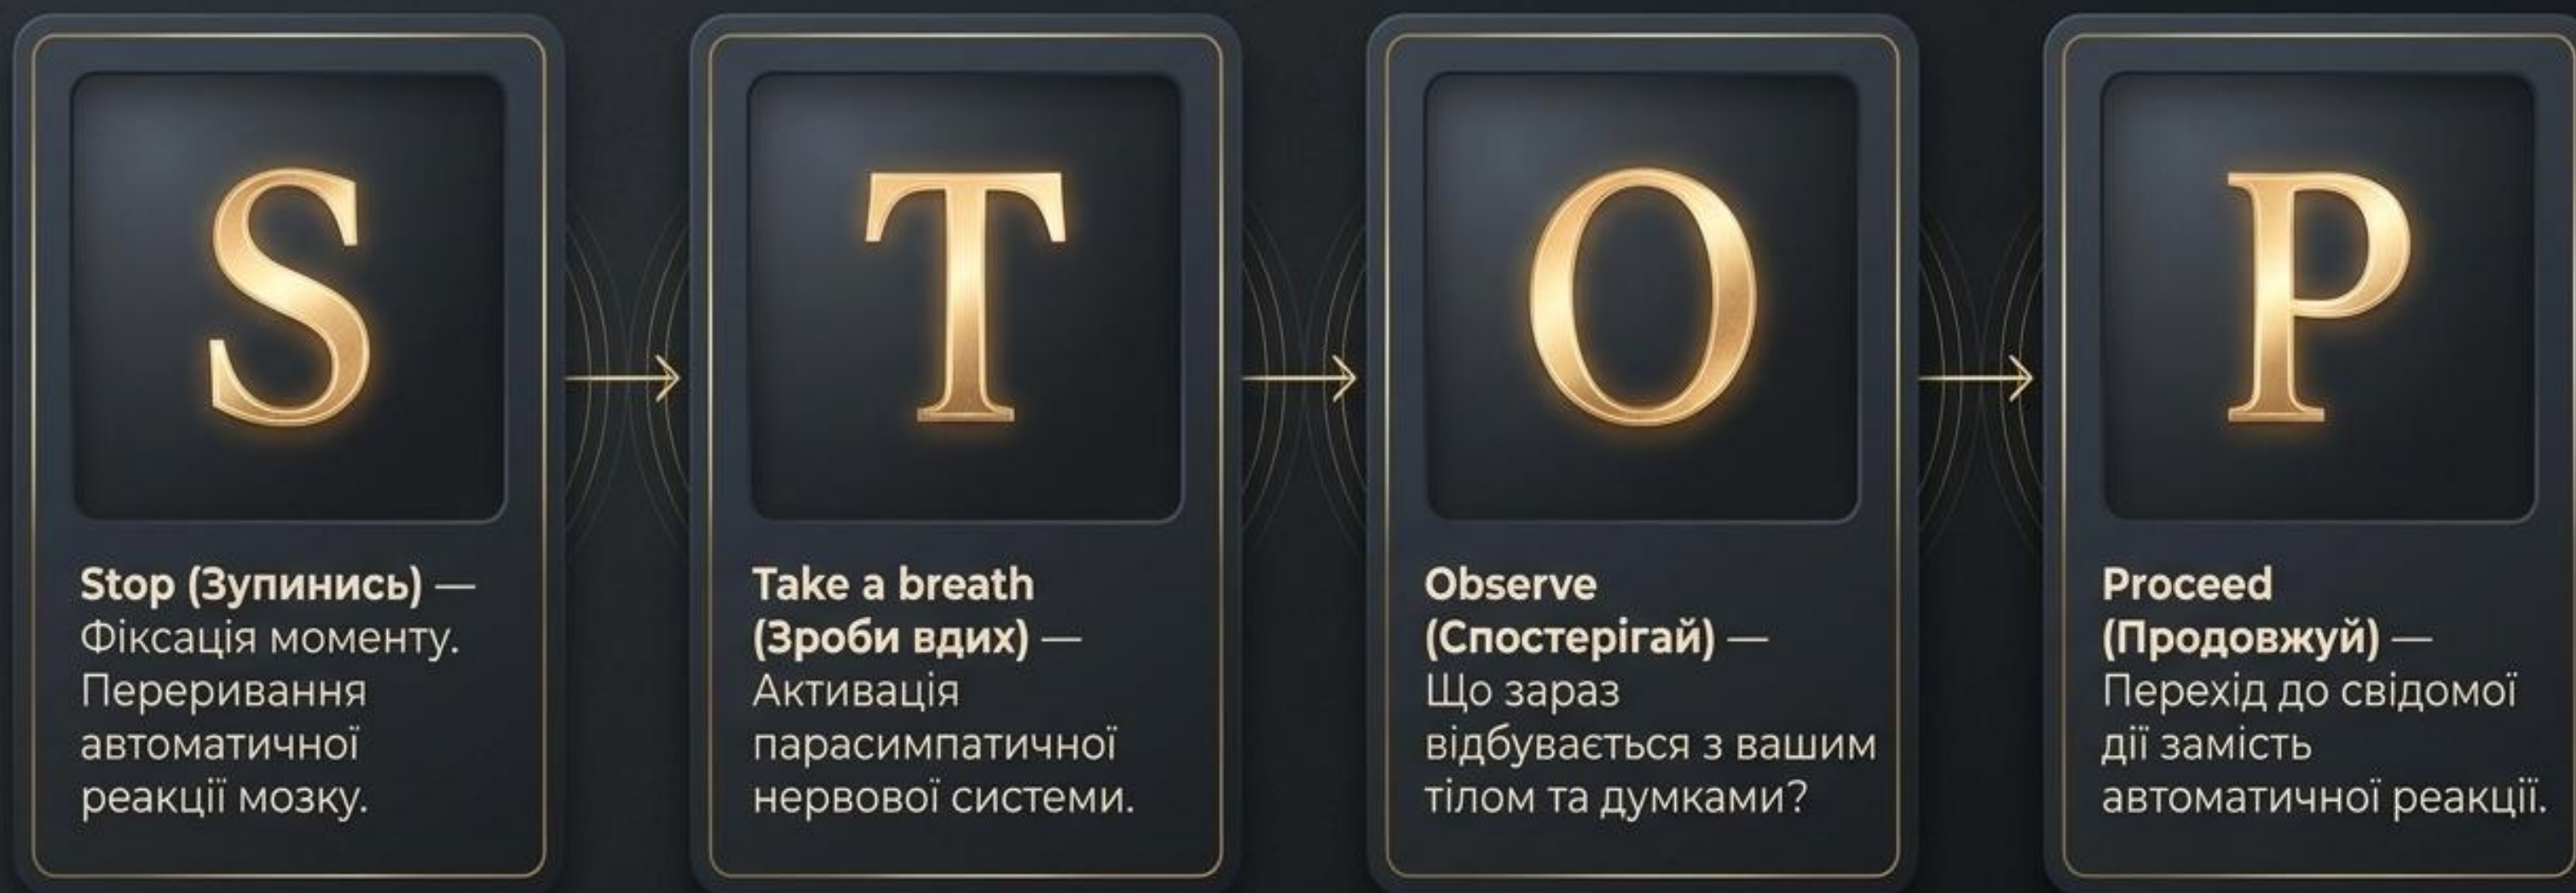 S
Stop (Зупинись) —
Фіксація моменту.
Переривання
автоматичної
реакції мозку.
T
Take a breath
(Зроби вдих) —
Активація
парасимпатичної
нервової системи.
O
Observe
(Спостерігай) —
Що зараз
відбувається з вашим
тілом та думками?
P
Proceed
(Продовжуй) —
Перехід до свідомої
дії замість
автоматичної реакції.